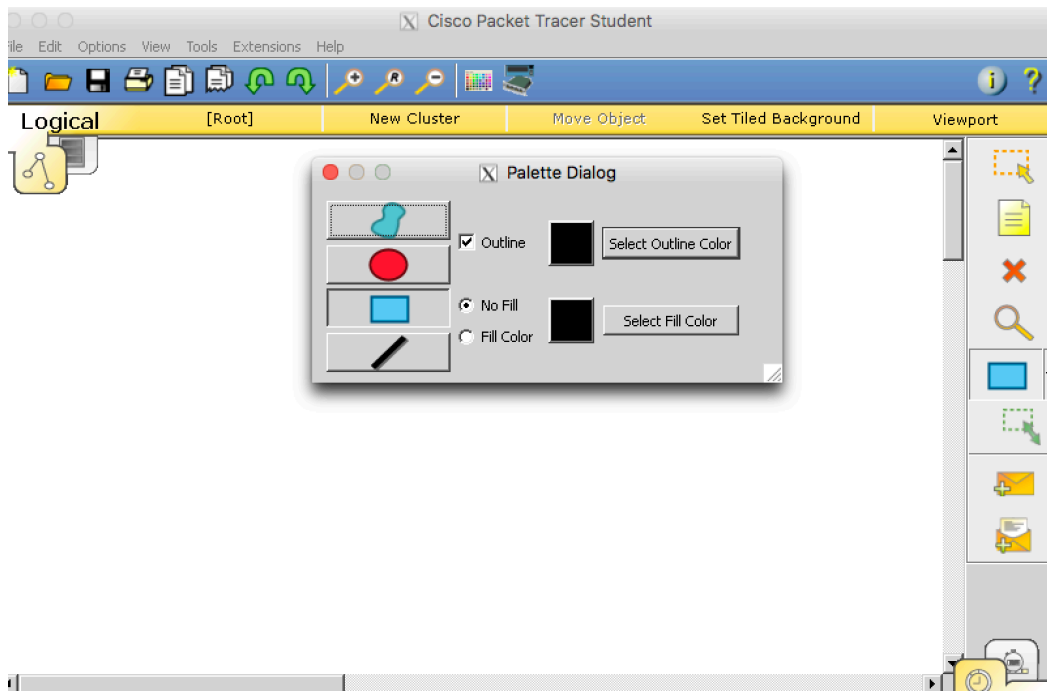 Cisco Packet Tracer Student
File Edit Options View Tools Extensions Help
R
i ?
Logical [Root] New Cluster Move Object Set Tiled Background Viewport
Palette Dialog
Outline Select Outline Color
No Fill
Select Fill Color
Fill Color